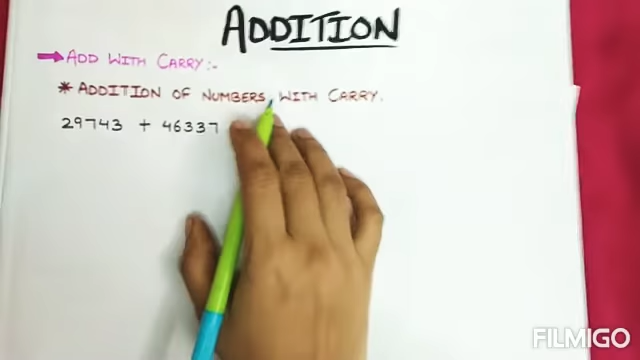 ADDITION
ADD WITH CARRY:-
* ADDITION OF NUMBERS WITH CARRY.
29743 + 46337
FILMIGO